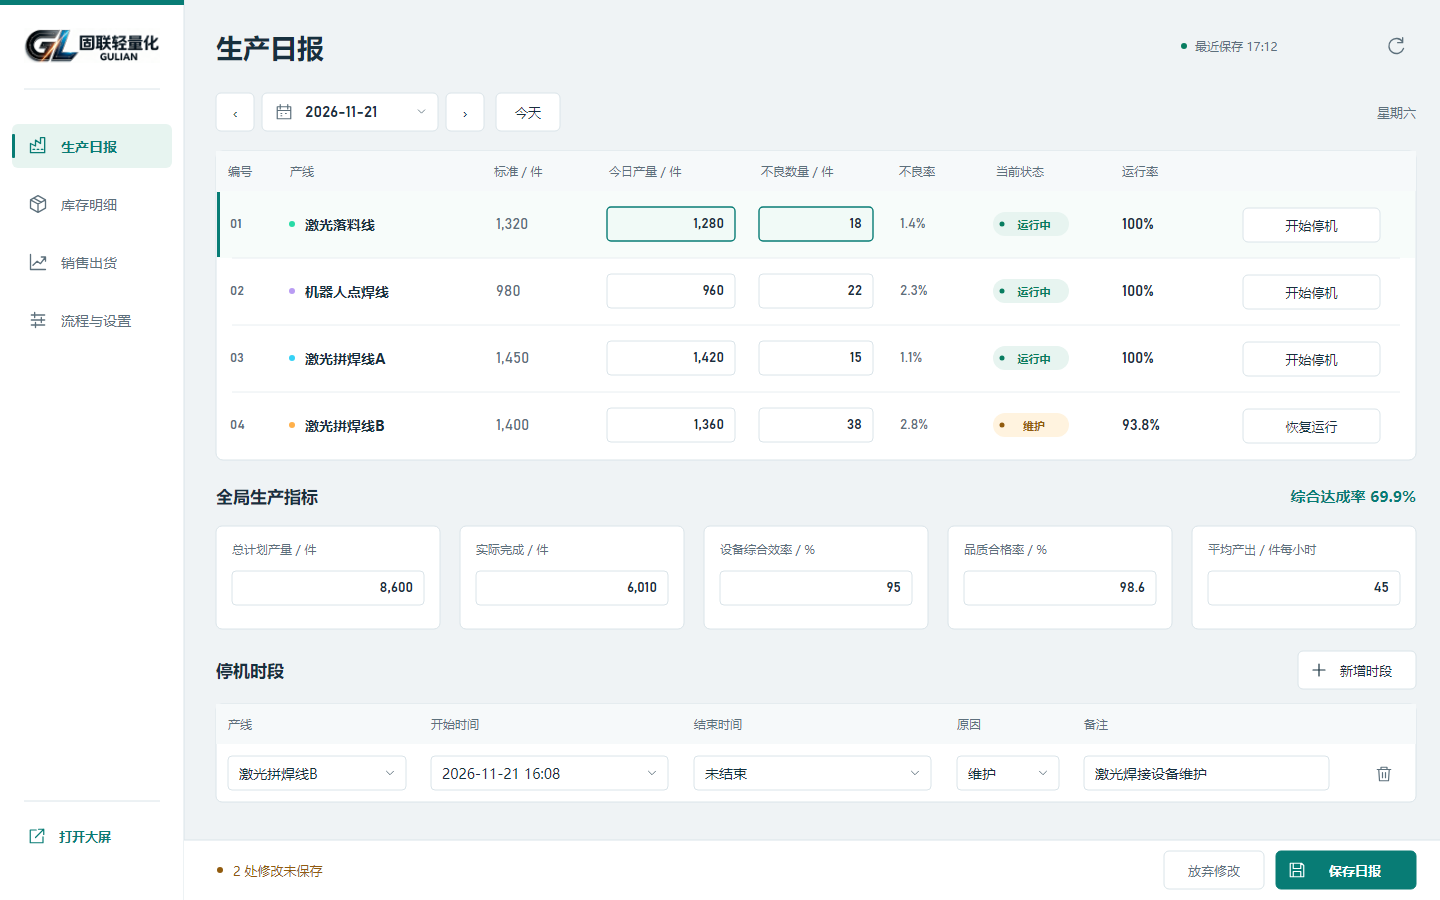 GL 固联轻量化
GULIAN
生产日报
库存明细
销售出货
流程与设置
打开大屏
生产日报
最近保存 17:12
‹ 2026-11-21 › 今天 星期六
编号 产线 标准 / 件 今日产量 / 件 不良数量 / 件 不良率 当前状态 运行率
01 激光落料线 1,320 1,280 18 1.4% 运行中 100% 开始停机
02 机器人点焊线 980 960 22 2.3% 运行中 100% 开始停机
03 激光拼焊线A 1,450 1,420 15 1.1% 运行中 100% 开始停机
04 激光拼焊线B 1,400 1,360 38 2.8% 维护 93.8% 恢复运行
全局生产指标 综合达成率 69.9%
总计划产量 / 件 实际完成 / 件 设备综合效率 / % 品质合格率 / % 平均产出 / 件每小时
8,600 6,010 95 98.6 45
停机时段 新增时段
产线 开始时间 结束时间 原因 备注
激光拼焊线B 2026-11-21 16:08 未结束 维护 激光焊接设备维护
2 处修改未保存 放弃修改 保存日报